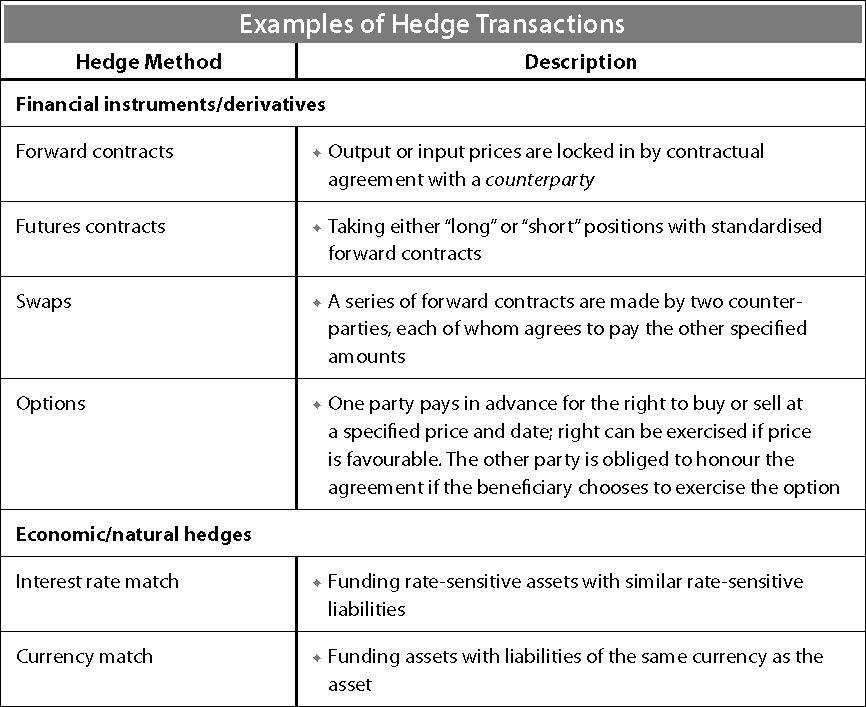 Examples of Hedge Transactions
Hedge Method Description
Financial instruments/derivatives
Forward contracts ✦ Output or input prices are locked in by contractual
agreement with a counterparty
Futures contracts ✦ Taking either “long” or “short” positions with standardised
forward contracts
Swaps ✦ A series of forward contracts are made by two counter-
parties, each of whom agrees to pay the other specified
amounts
Options ✦ One party pays in advance for the right to buy or sell at
a specified price and date; right can be exercised if price
is favourable. The other party is obliged to honour the
agreement if the beneficiary chooses to exercise the option
Economic/natural hedges
Interest rate match ✦ Funding rate-sensitive assets with similar rate-sensitive
liabilities
Currency match ✦ Funding assets with liabilities of the same currency as the
asset